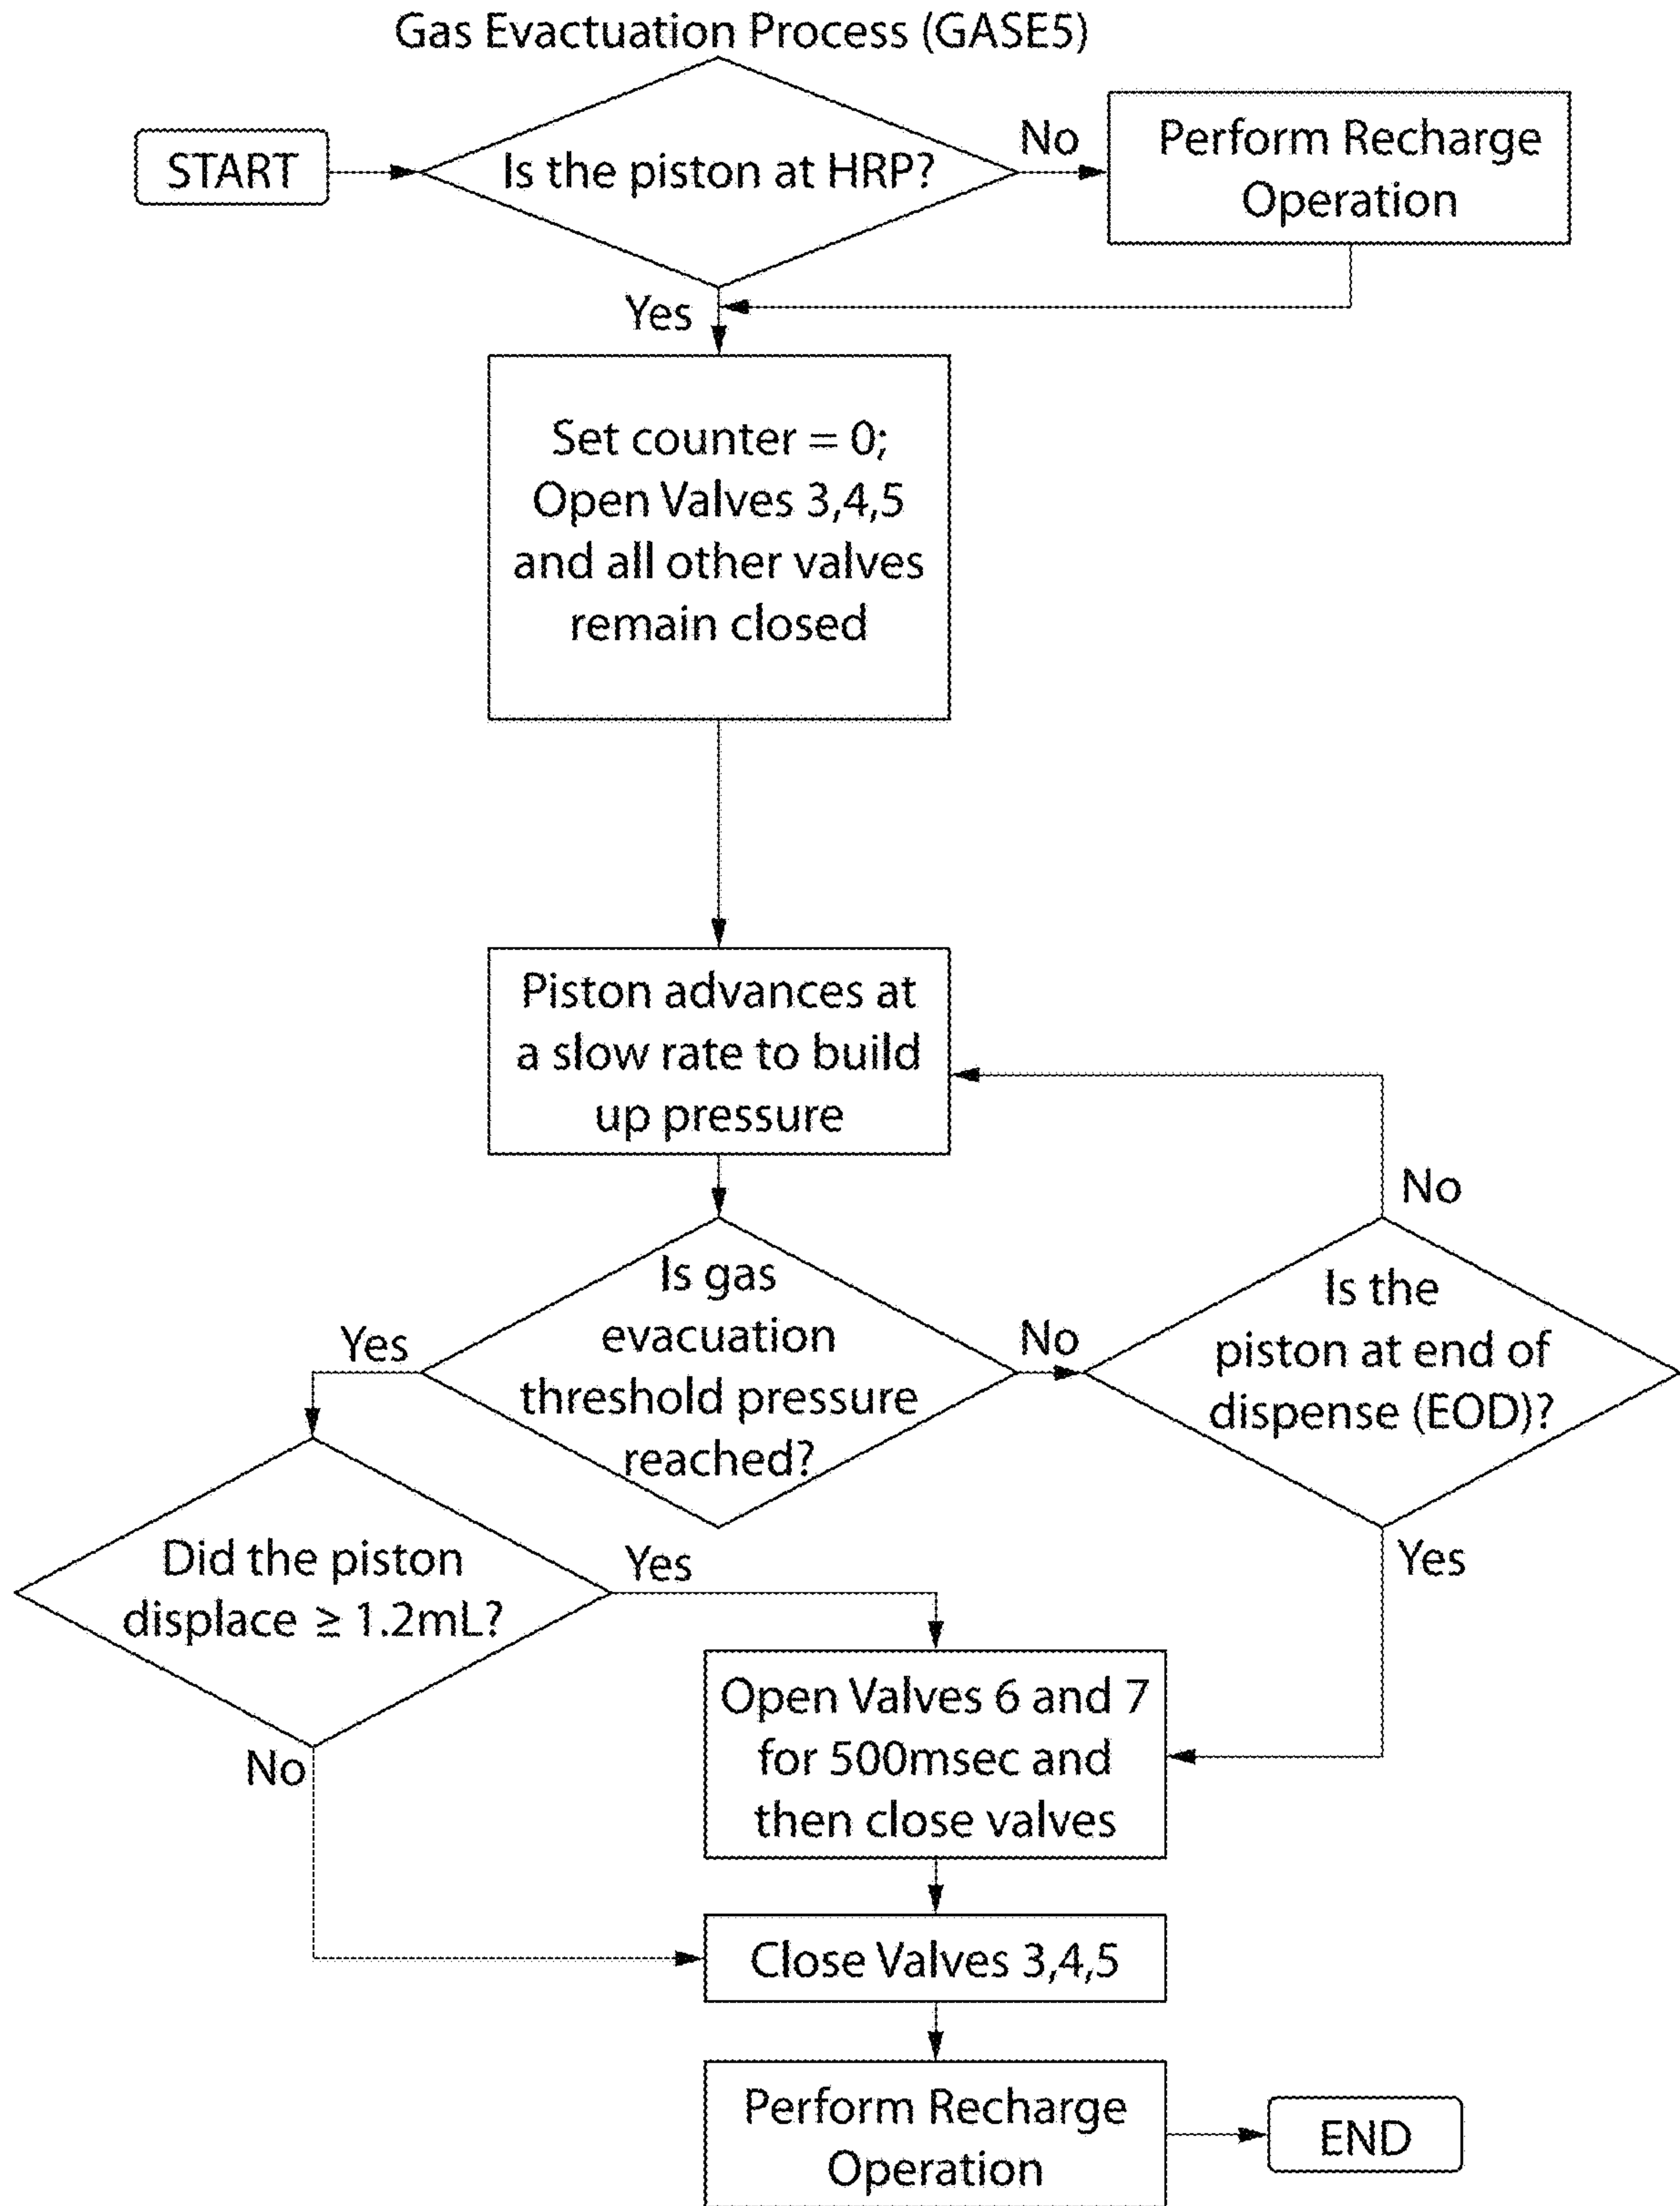 Gas Evactuation Process (GASE5)
START
Is the piston at HRP?
No
Perform Recharge
Operation
Yes
Set counter = 0;
Open Valves 3,4,5
and all other valves
remain closed
Piston advances at
a slow rate to build
up pressure
No
Is gas
evacuation
threshold pressure
reached?
Yes
No
Is the
piston at end of
dispense (EOD)?
Yes
Did the piston
displace ≥ 1.2mL?
Yes
No
Open Valves 6 and 7
for 500msec and
then close valves
Close Valves 3,4,5
Perform Recharge
Operation
END